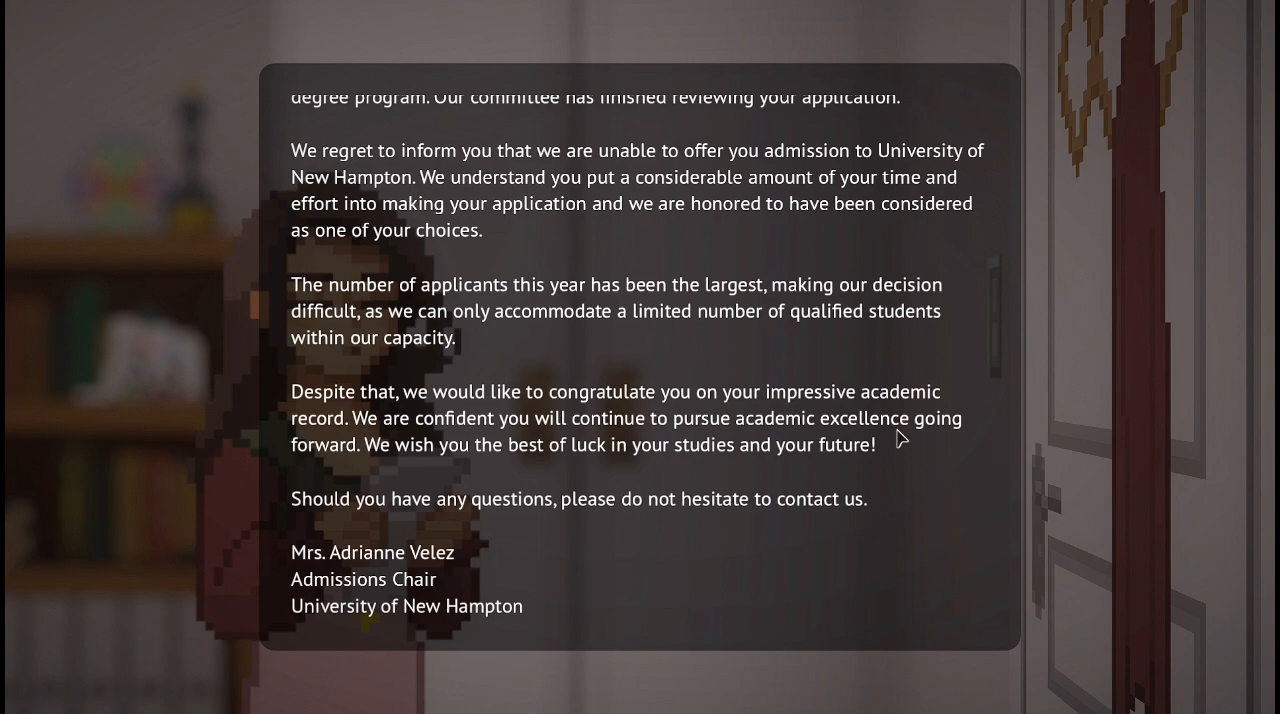 degree program. Our committee has finished reviewing your application.
We regret to inform you that we are unable to offer you admission to University of
New Hampton. We understand you put a considerable amount of your time and
effort into making your application and we are honored to have been considered
as one of your choices.
The number of applicants this year has been the largest, making our decision
difficult, as we can only accommodate a limited number of qualified students
within our capacity.
Despite that, we would like to congratulate you on your impressive academic
record. We are confident you will continue to pursue academic excellence going
forward. We wish you the best of luck in your studies and your future!
Should you have any questions, please do not hesitate to contact us.
Mrs. Adrianne Velez
Admissions Chair
University of New Hampton